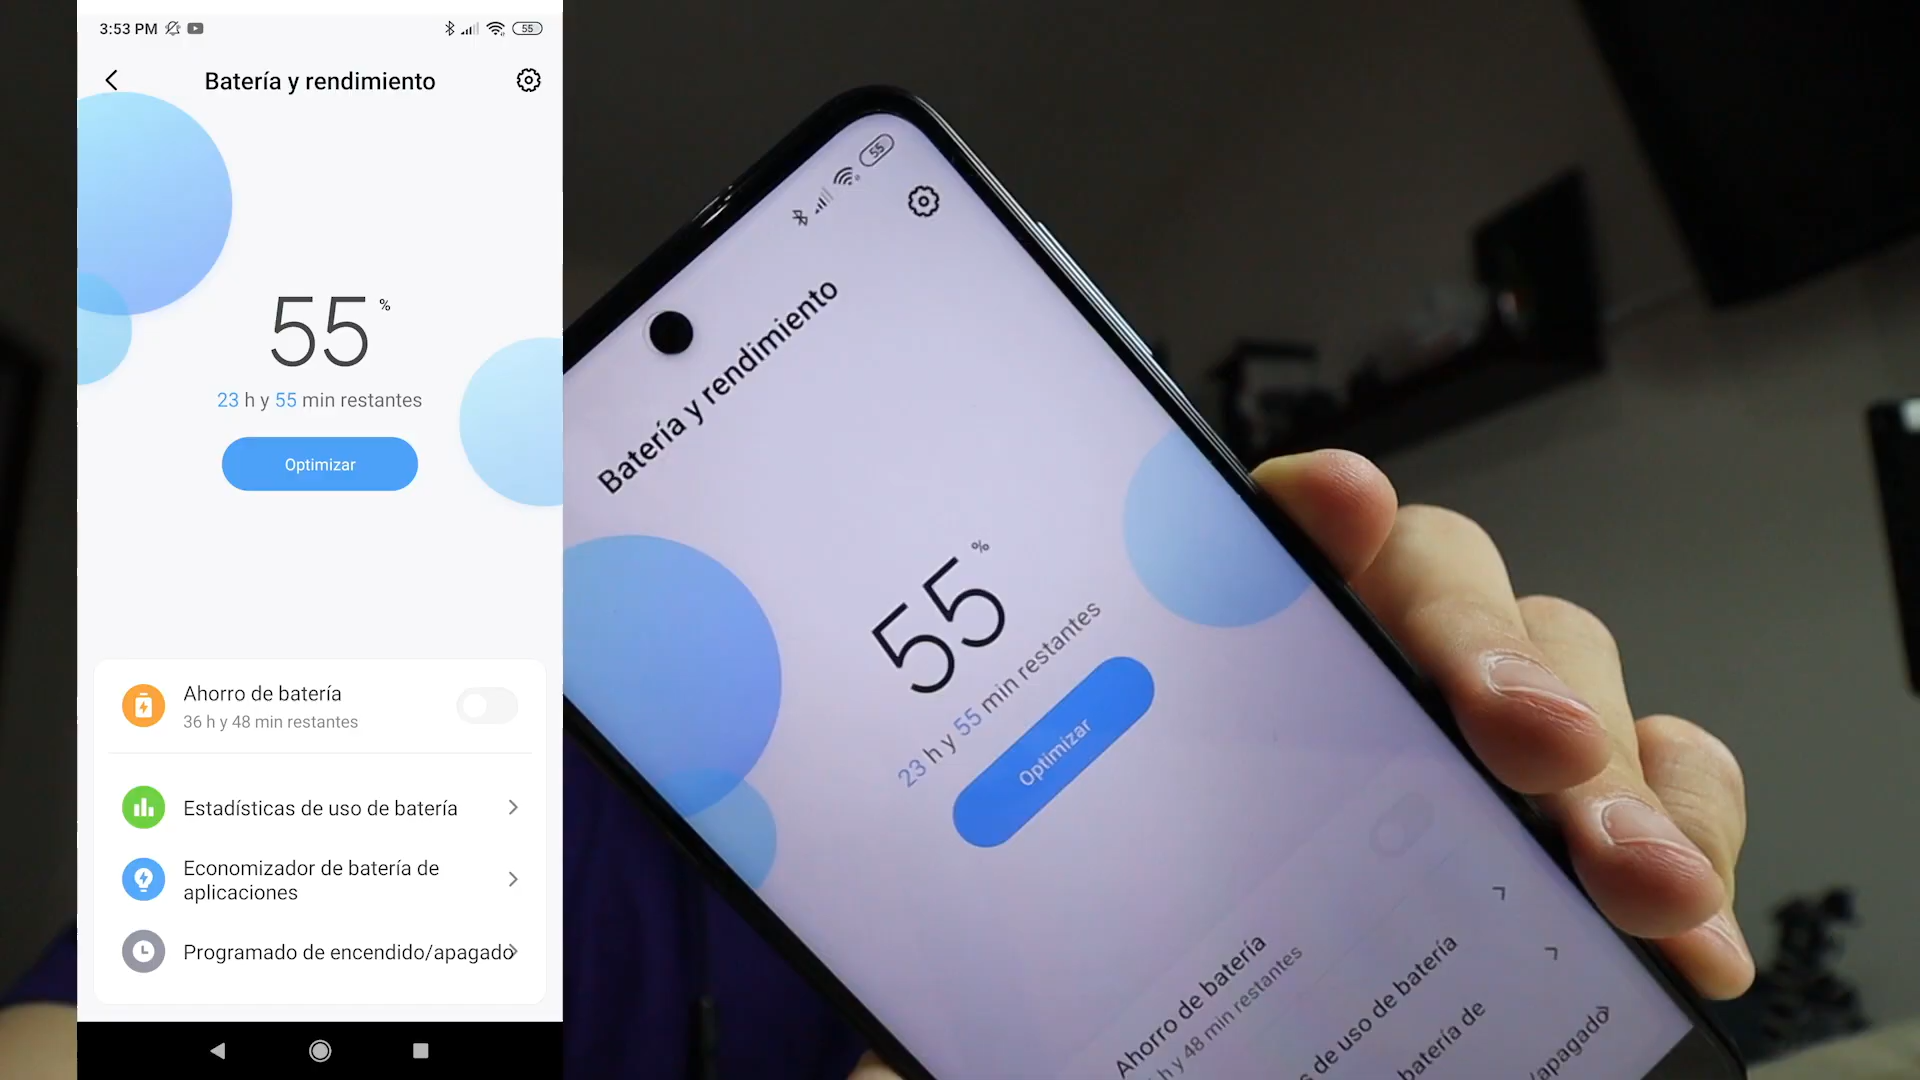 3:53 PM
55
Batería y rendimiento
55 %
23 h y 55 min restantes
Optimizar
Ahorro de batería
36 h y 48 min restantes
Estadísticas de uso de batería
Economizador de batería de
aplicaciones
Programado de encendido/apagado
55
Batería y rendimiento
55 %
23 h y 55 min restantes
Optimizar
Ahorro de batería
h y 48 min restantes
s de uso de batería
batería de
/apagado